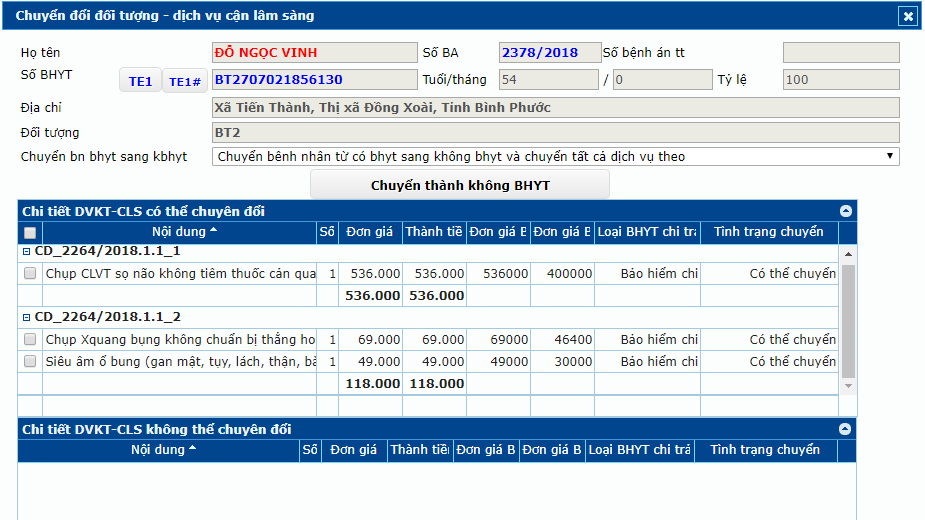 Chuyển đổi đối tượng - dịch vụ cận lâm sàng
Họ tên ĐỖ NGỌC VINH Số BA 2378/2018 Số bệnh án tt
Số BHYT TE1 TE1# BT2707021856130 Tuổi/tháng 54 / 0 Tỷ lệ 100
Địa chỉ Xã Tiến Thành, Thị xã Đồng Xoài, Tỉnh Bình Phước
Đối tượng BT2
Chuyển bn bhyt sang kbhyt Chuyển bênh nhân từ có bhyt sang không bhyt và chuyển tất cả dịch vụ theo
Chuyển thành không BHYT
Chi tiết DVKT-CLS có thể chuyên đổi
Nội dung Số Đơn giá Thành tiề Đơn giá B Đơn giá B Loại BHYT chi trả Tình trạng chuyển
CD_2264/2018.1.1_1
Chụp CLVT sọ não không tiêm thuốc cản qua 1 536.000 536.000 536000 400000 Bảo hiểm chi Có thể chuyển
536.000 536.000
CD_2264/2018.1.1_2
Chụp Xquang bụng không chuẩn bị thẳng ho 1 69.000 69.000 69000 46400 Bảo hiểm chi Có thể chuyển
Siêu âm ổ bụng (gan mật, tụy, lách, thận, bà 1 49.000 49.000 49000 30000 Bảo hiểm chi Có thể chuyển
118.000 118.000
Chi tiết DVKT-CLS không thể chuyên đổi
Nội dung Số Đơn giá Thành tiề Đơn giá B Đơn giá B Loại BHYT chi trả Tình trạng chuyển